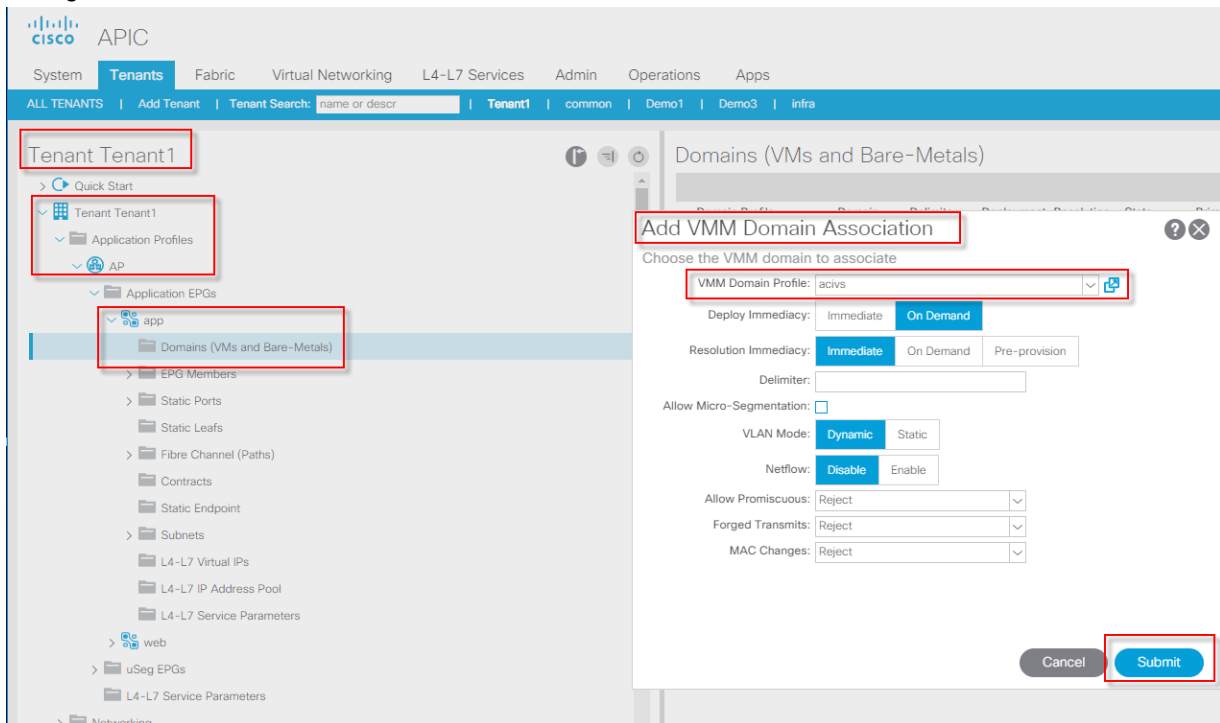 cisco APIC
System Tenants Fabric Virtual Networking L4-L7 Services Admin Operations Apps
ALL TENANTS | Add Tenant | Tenant Search: name or descr | Tenant1 | common | Demo1 | Demo3 | infra
Tenant Tenant1
Quick Start
Tenant Tenant1
Application Profiles
AP
Application EPGs
app
Domains (VMs and Bare-Metals)
EPG Members
Static Ports
Static Leafs
Fibre Channel (Paths)
Contracts
Static Endpoint
Subnets
L4-L7 Virtual IPs
L4-L7 IP Address Pool
L4-L7 Service Parameters
web
uSeg EPGs
L4-L7 Service Parameters
Networking
Domains (VMs and Bare-Metals)
Add VMM Domain Association
Choose the VMM domain to associate
VMM Domain Profile: acivs
Deploy Immediacy: Immediate On Demand
Resolution Immediacy: Immediate On Demand Pre-provision
Delimiter:
Allow Micro-Segmentation:
VLAN Mode: Dynamic Static
Netflow: Disable Enable
Allow Promiscuous: Reject
Forged Transmits: Reject
MAC Changes: Reject
Cancel Submit